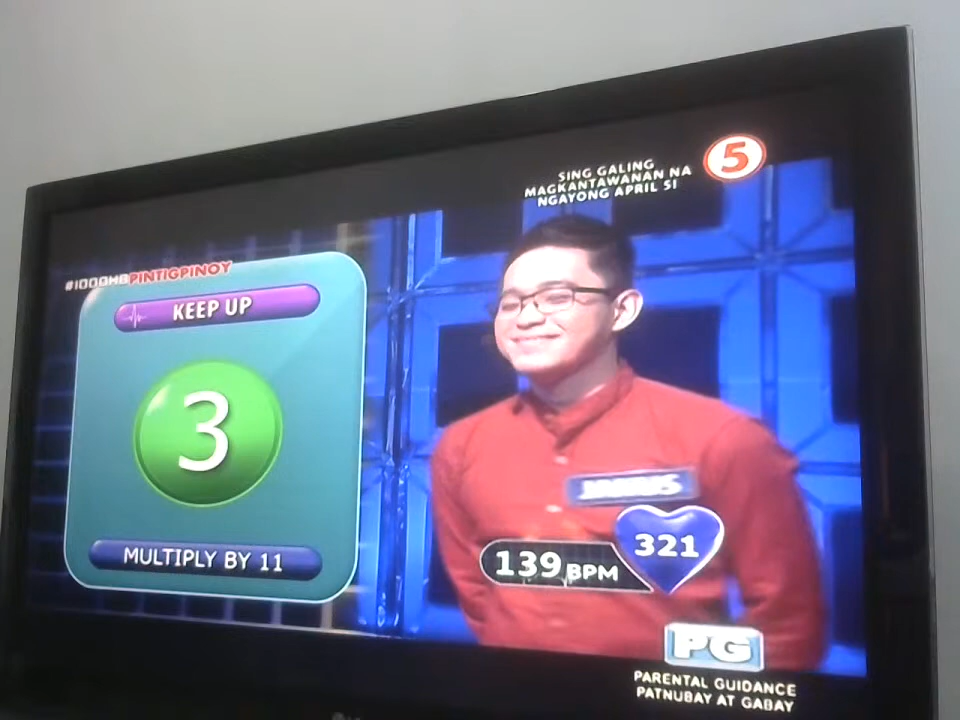 5
SING GALING
MAGKANTAWANAN NA
NGAYONG APRIL 5!
#1000HBPINTIGPINOY
KEEP UP
3
MULTIPLY BY 11
139 BPM
321
PG
PARENTAL GUIDANCE
PATNUBAY AT GABAY